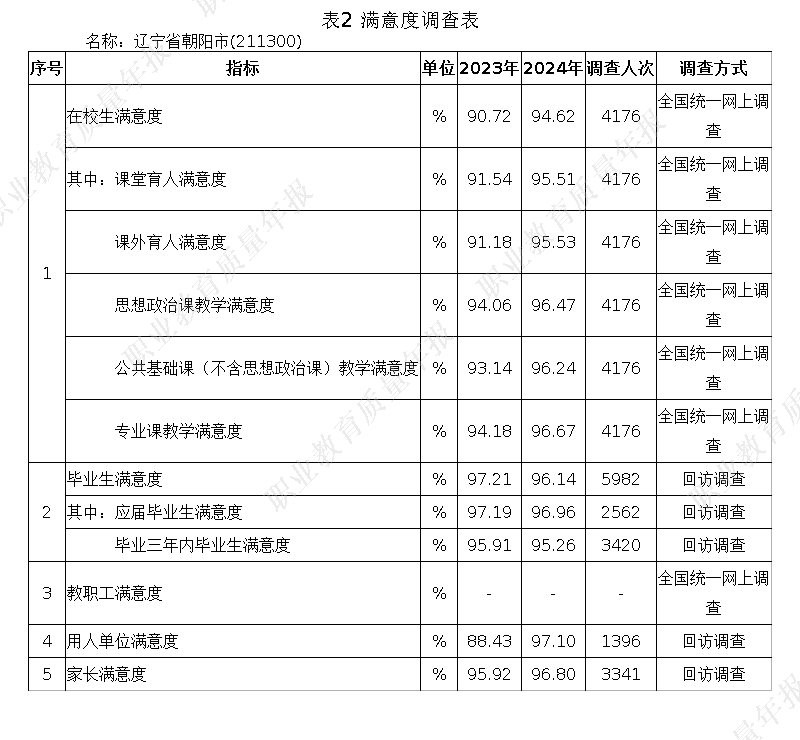 表2 满意度调查表
名称：辽宁省朝阳市(211300)
序号 指标 单位 2023年 2024年 调查人次 调查方式
1 在校生满意度 % 90.72 94.62 4176 全国统一网上调查
其中：课堂育人满意度 % 91.54 95.51 4176 全国统一网上调查
课外育人满意度 % 91.18 95.53 4176 全国统一网上调查
思想政治课教学满意度 % 94.06 96.47 4176 全国统一网上调查
公共基础课（不含思想政治课）教学满意度 % 93.14 96.24 4176 全国统一网上调查
专业课教学满意度 % 94.18 96.67 4176 全国统一网上调查
2 毕业生满意度 % 97.21 96.14 5982 回访调查
其中：应届毕业生满意度 % 97.19 96.96 2562 回访调查
毕业三年内毕业生满意度 % 95.91 95.26 3420 回访调查
3 教职工满意度 % - - - 全国统一网上调查
4 用人单位满意度 % 88.43 97.10 1396 回访调查
5 家长满意度 % 95.92 96.80 3341 回访调查
职业教育质量年报